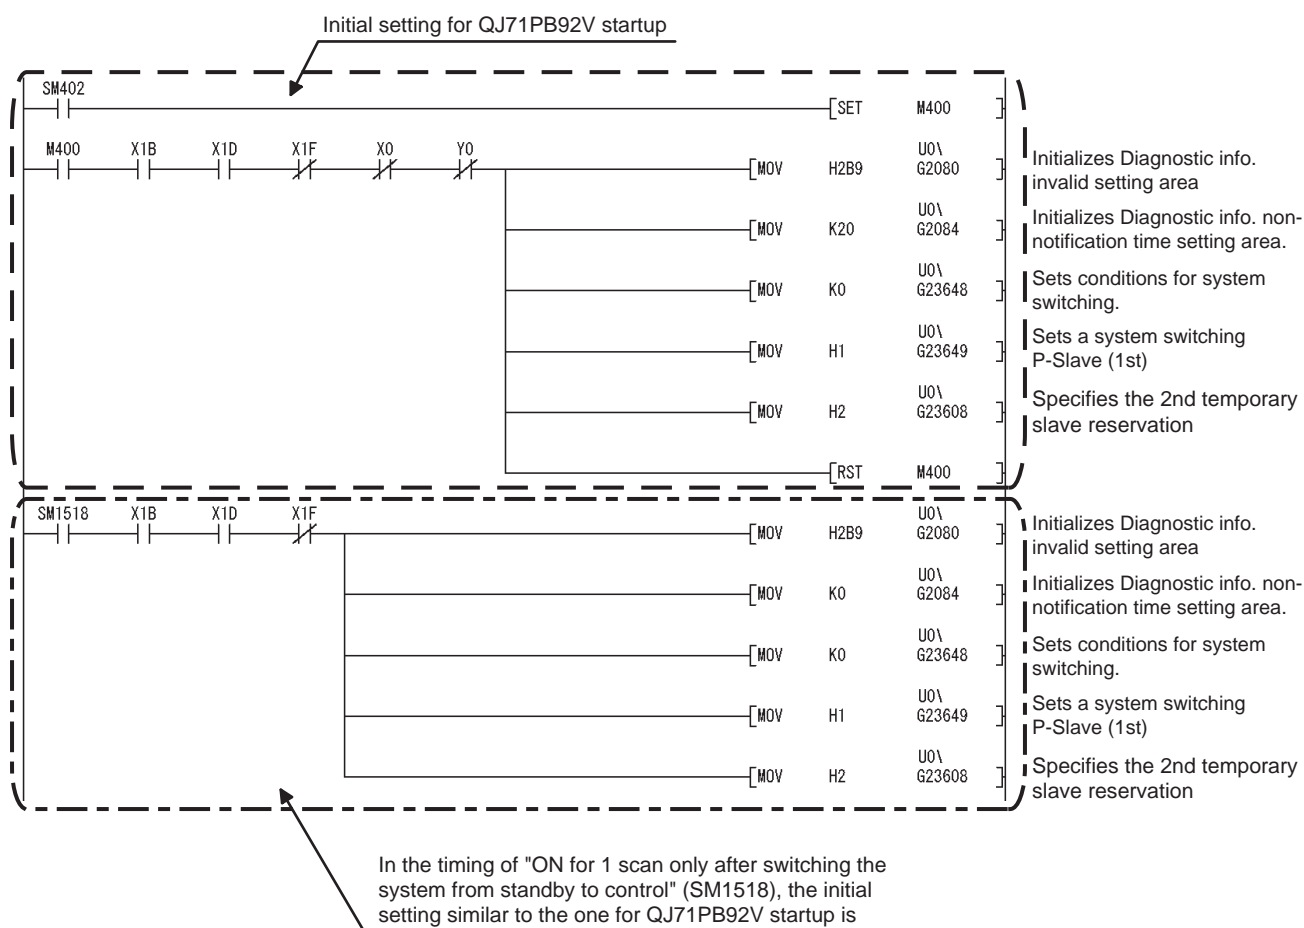 Initial setting for QJ71PB92V startup
SM402
SET M400
M400 X1B X1D X1F X0 Y0
MOV H2B9 U0\G2080
Initializes Diagnostic info.
invalid setting area
MOV K20 U0\G2084
Initializes Diagnostic info. non-
notification time setting area.
MOV K0 U0\G23648
Sets conditions for system
switching.
MOV H1 U0\G23649
Sets a system switching
P-Slave (1st)
MOV H2 U0\G23608
Specifies the 2nd temporary
slave reservation
RST M400
SM1518 X1B X1D X1F
MOV H2B9 U0\G2080
Initializes Diagnostic info.
invalid setting area
MOV K0 U0\G2084
Initializes Diagnostic info. non-
notification time setting area.
MOV K0 U0\G23648
Sets conditions for system
switching.
MOV H1 U0\G23649
Sets a system switching
P-Slave (1st)
MOV H2 U0\G23608
Specifies the 2nd temporary
slave reservation
In the timing of "ON for 1 scan only after switching the
system from standby to control" (SM1518), the initial
setting similar to the one for QJ71PB92V startup is